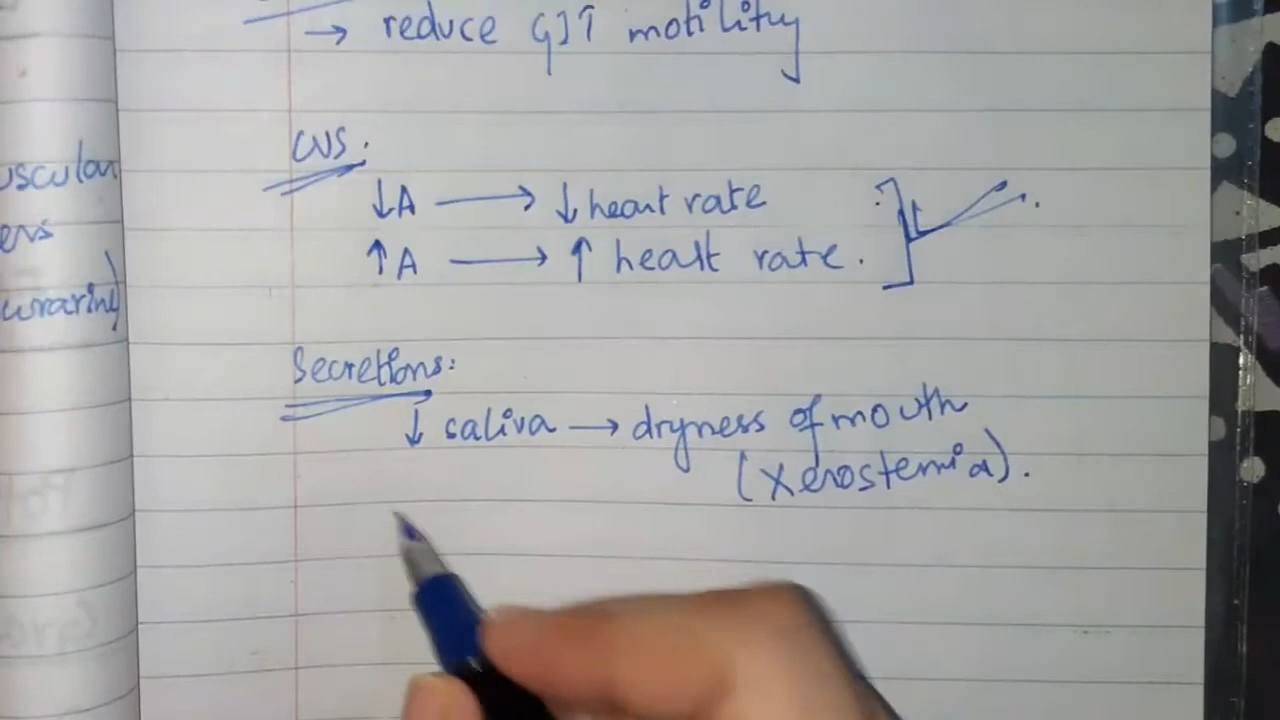 → reduce GIT motility
CVS.
↓A → ↓ heart rate
↑A → ↑ heart rate.
Secretions:
↓ saliva → dryness of mouth
(Xerostemia).